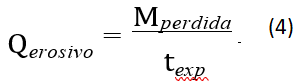 Q_erosivo = M_perdida / t_exp . (4)